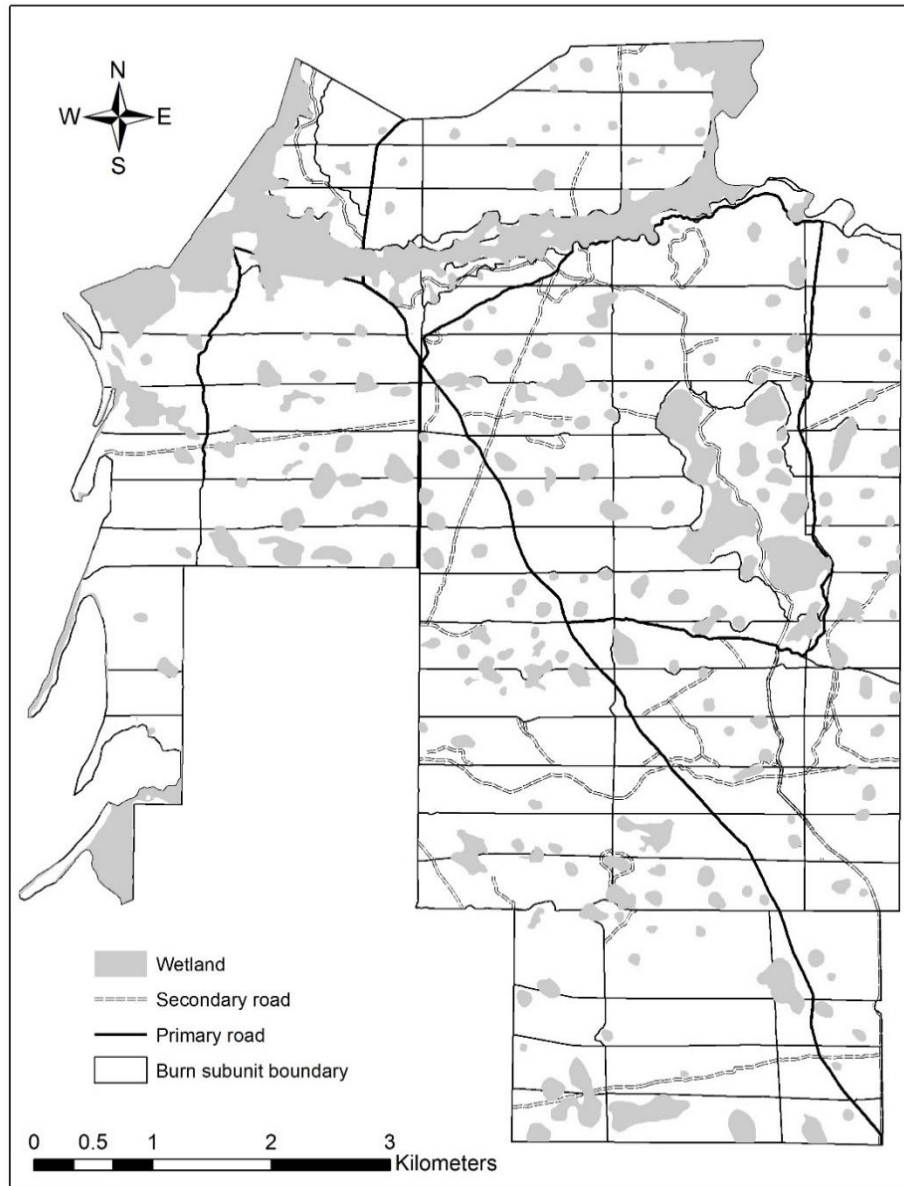 N
W E
S
Wetland
Secondary road
Primary road
Burn subunit boundary
0 0.5 1 2 3
Kilometers